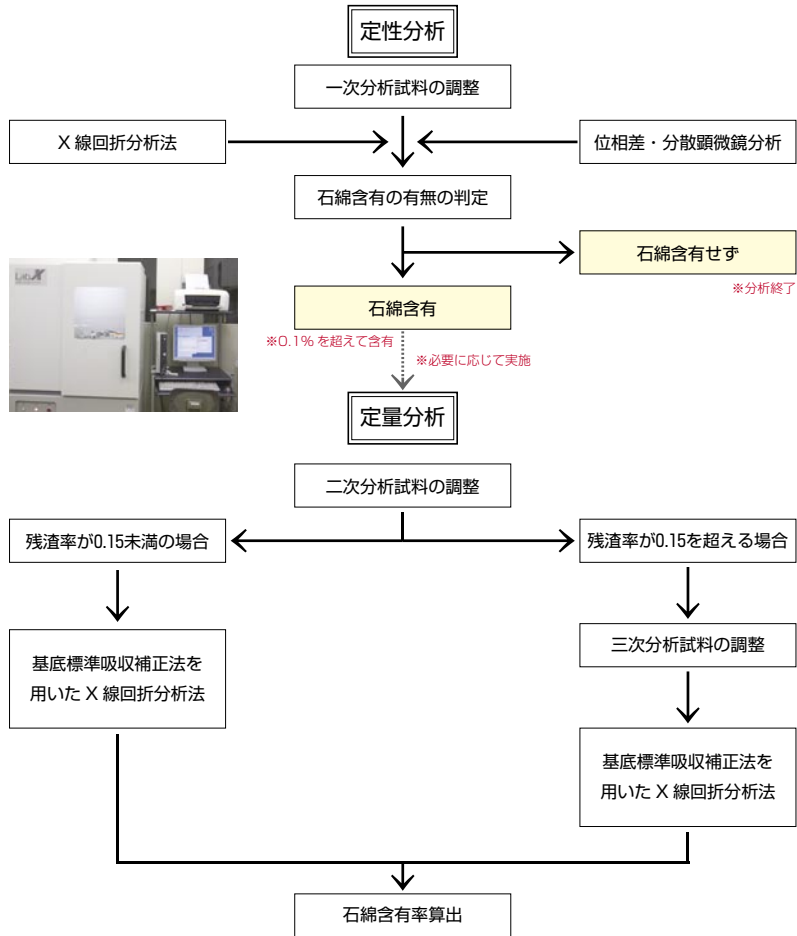 定性分析
一次分析試料の調整
X 線回折分析法
位相差・分散顕微鏡分析
石綿含有の有無の判定
石綿含有せず
※分析終了
石綿含有
※0.1% を超えて含有
※必要に応じて実施
定量分析
二次分析試料の調整
残渣率が0.15未満の場合
残渣率が0.15を超える場合
三次分析試料の調整
基底標準吸収補正法を
用いた X 線回折分析法
基底標準吸収補正法を
用いた X 線回折分析法
石綿含有率算出